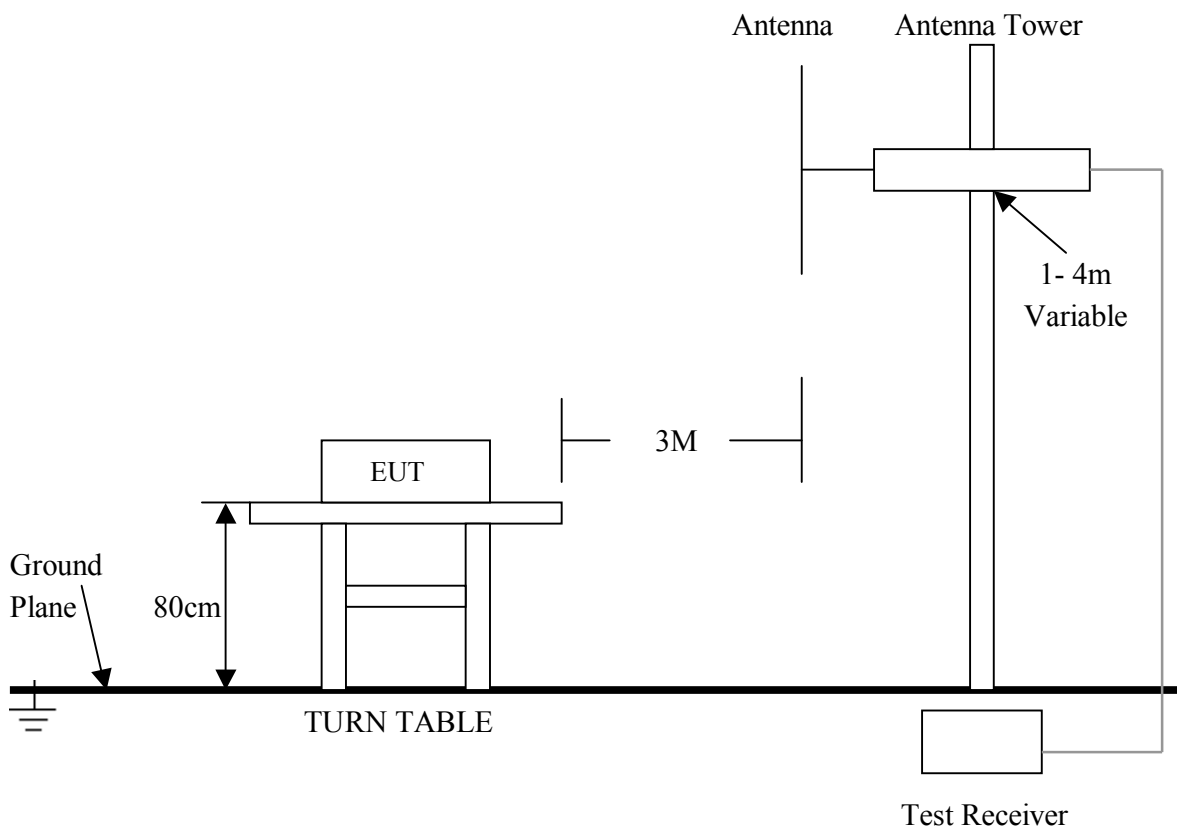 Antenna
Antenna Tower
1- 4m
Variable
3M
EUT
Ground
Plane
80cm
TURN TABLE
Test Receiver